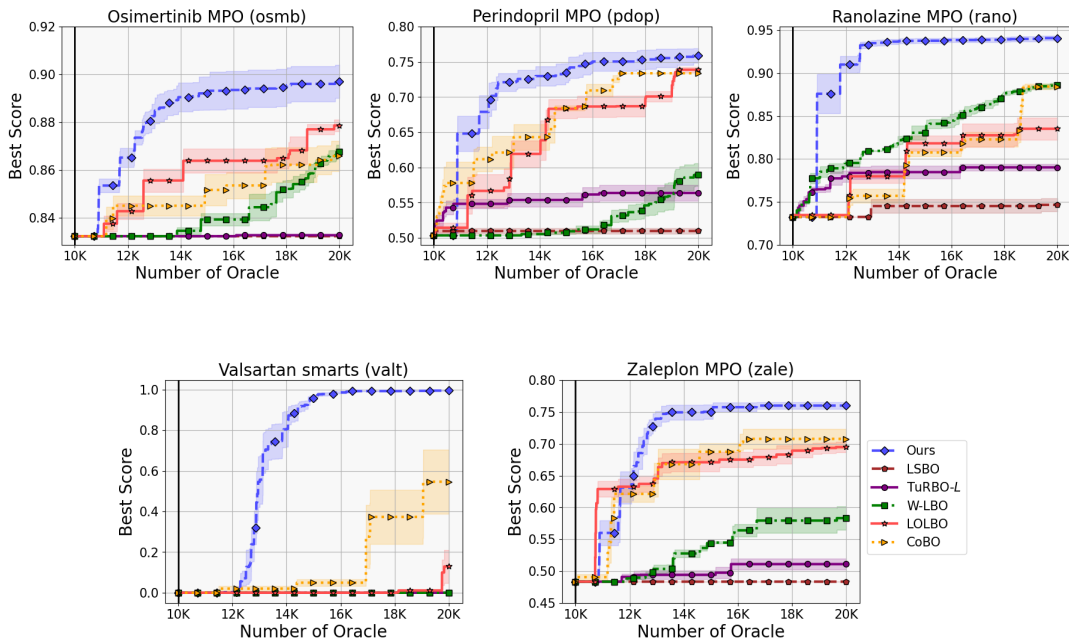 Osimertinib MPO (osmb)
Best Score
0.92
0.90
0.88
0.86
0.84
10K 12K 14K 16K 18K 20K
Number of Oracle
Perindopril MPO (pdop)
Best Score
0.80
0.75
0.70
0.65
0.60
0.55
0.50
10K 12K 14K 16K 18K 20K
Number of Oracle
Ranolazine MPO (rano)
Best Score
0.95
0.90
0.85
0.80
0.75
0.70
10K 12K 14K 16K 18K 20K
Number of Oracle
Valsartan smarts (valt)
Best Score
1.0
0.8
0.6
0.4
0.2
0.0
10K 12K 14K 16K 18K 20K
Number of Oracle
Zaleplon MPO (zale)
Best Score
0.80
0.75
0.70
0.65
0.60
0.55
0.50
0.45
10K 12K 14K 16K 18K 20K
Number of Oracle
Ours
LSBO
TuRBO-L
W-LBO
LOLBO
CoBO